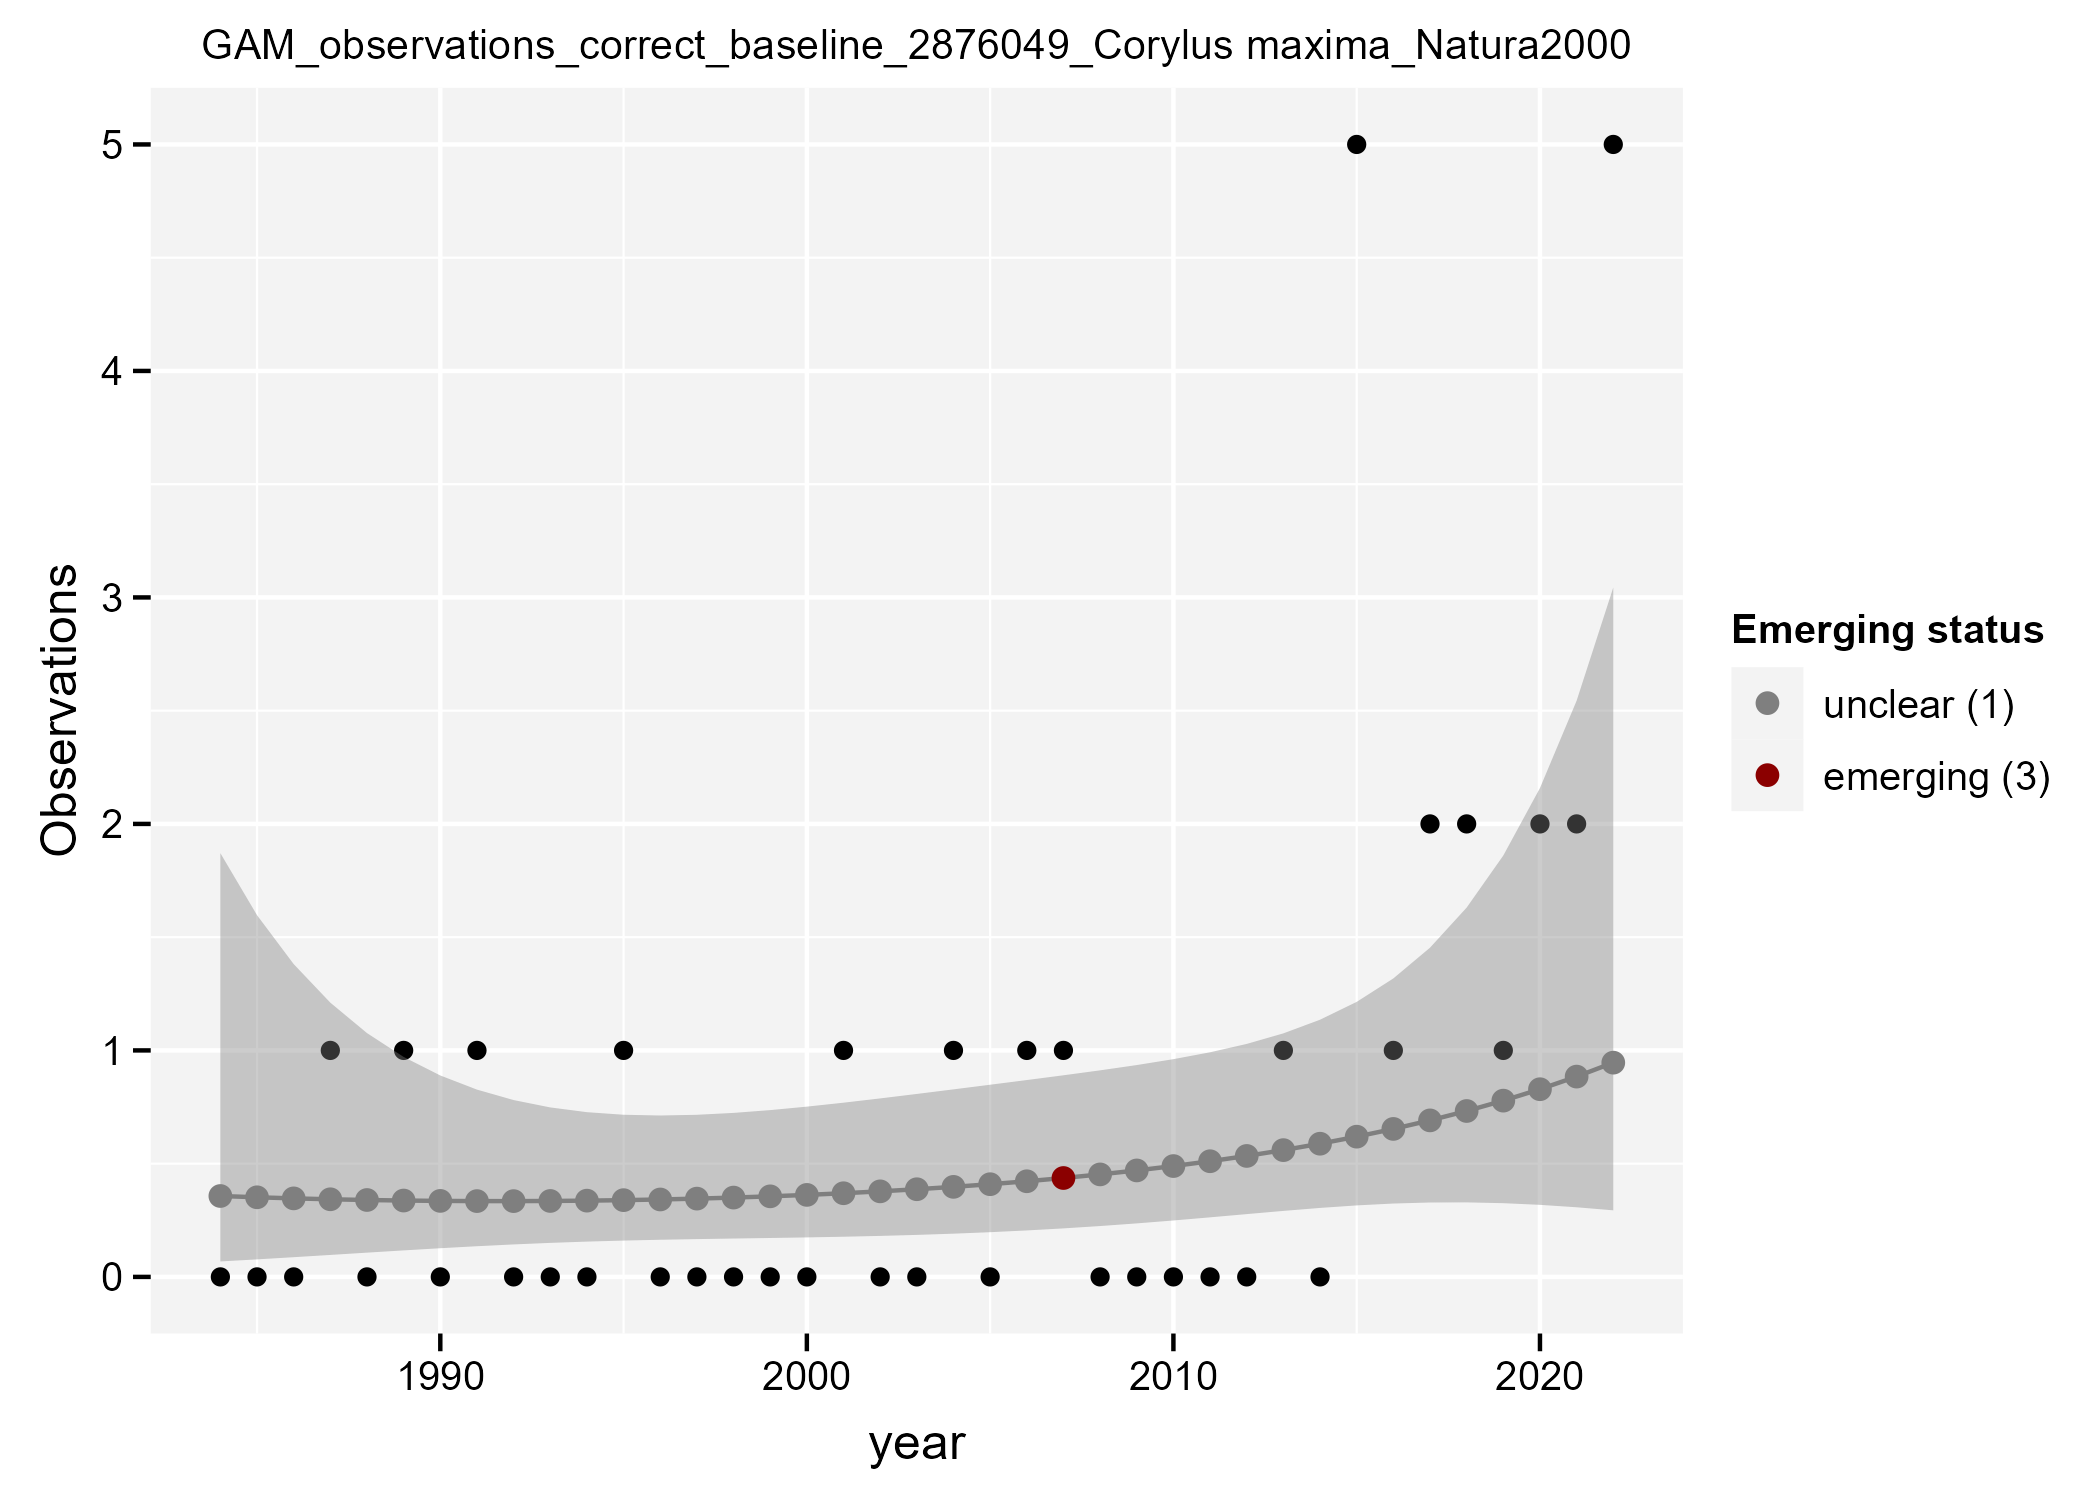 GAM_observations_correct_baseline_2876049_Corylus maxima_Natura2000
5
4
3
2
1
0
Observations
1990 2000 2010 2020
year
Emerging status
unclear (1)
emerging (3)